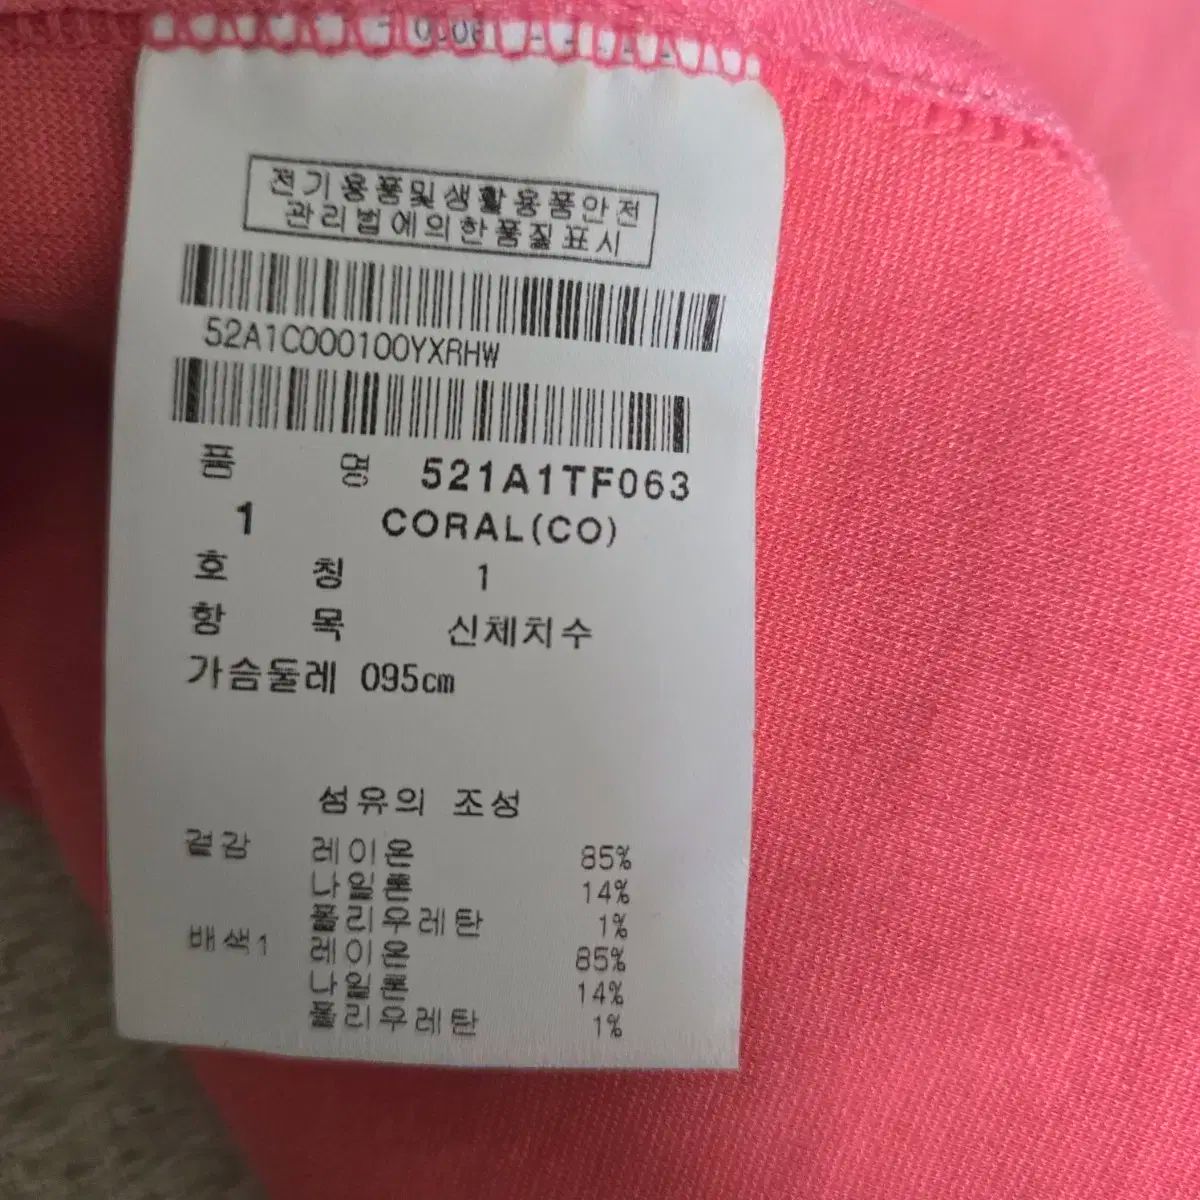 전기용품및생활용품안전
관리법에의한품질표시
52A1C000100YXRHW
품 명 521A1TF063
1 CORAL(CO)
호 칭 1
항 목 신체치수
가슴둘레 095cm
섬유의 조성
겉감 레이온 85%
나일론 14%
폴리우레탄 1%
배색1 레이온 85%
나일론 14%
폴리우레탄 1%